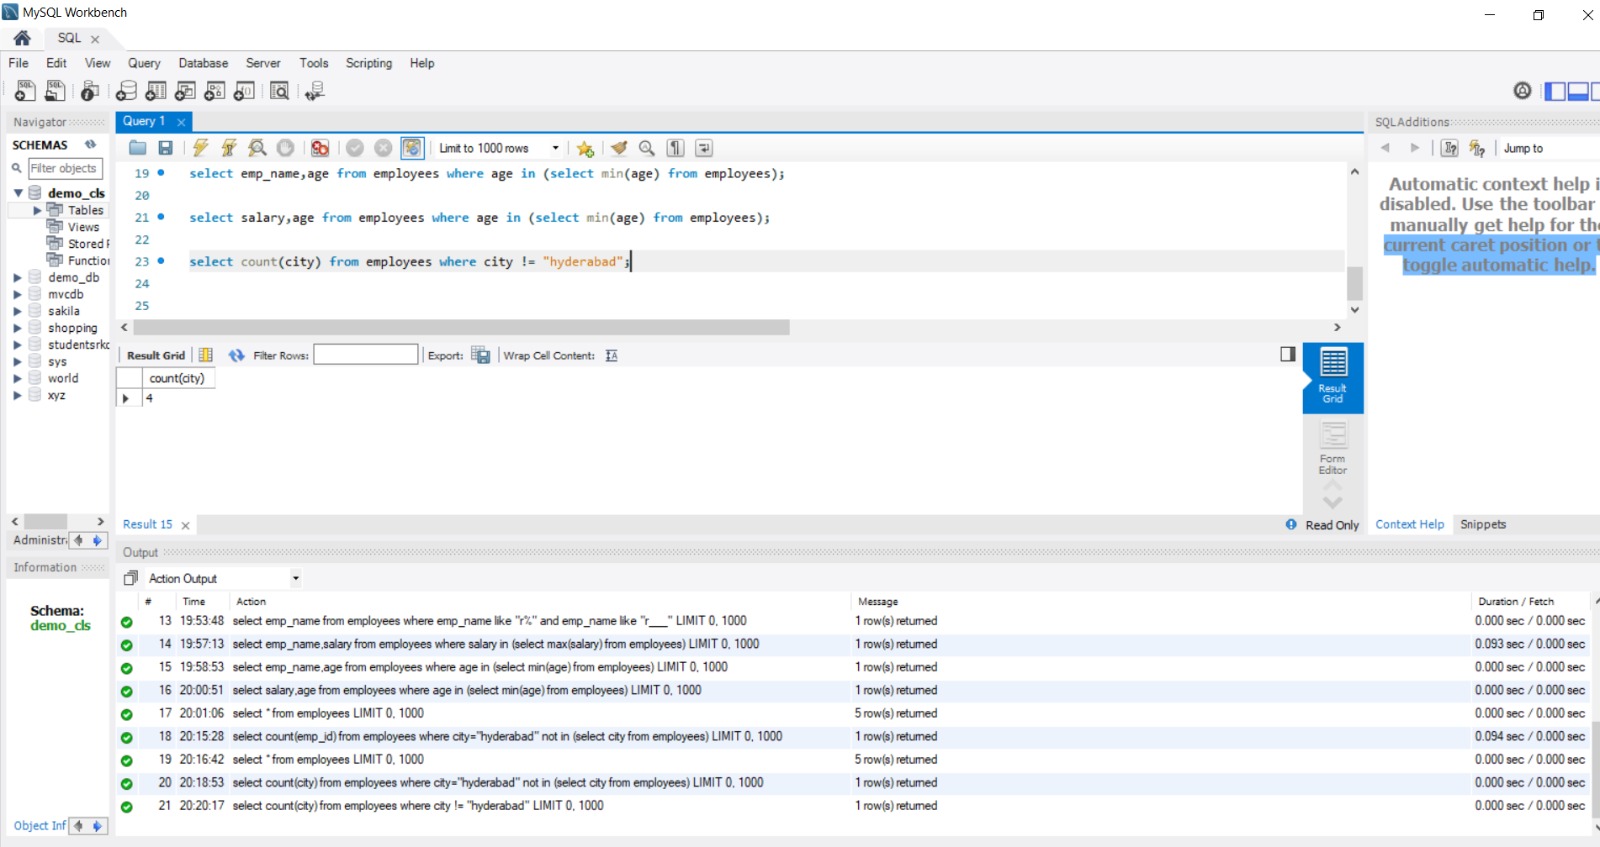 MySQL Workbench
SQL
File Edit View Query Database Server Tools Scripting Help
Navigator
SCHEMAS
Filter objects
demo_cls
Tables
Views
Stored
Functio
demo_db
mvcdb
sakila
shopping
studentsrk
sys
world
xyz
Administr
Information
Schema:
demo_cls
Object Inf
Query 1
Limit to 1000 rows
19 select emp_name,age from employees where age in (select min(age) from employees);
20
21 select salary,age from employees where age in (select min(age) from employees);
22
23 select count(city) from employees where city != "hyderabad";
24
25
Result Grid Filter Rows: Export: Wrap Cell Content:
count(city)
4
Result Grid
Form Editor
Result 15
Read Only
SQLAdditions
Jump to
Automatic context help i
disabled. Use the toolbar
manually get help for the
current caret position or t
toggle automatic help.
Context Help Snippets
Output
Action Output
# Time Action Message Duration / Fetch
13 19:53:48 select emp_name from employees where emp_name like "r%" and emp_name like "r___" LIMIT 0, 1000 1 row(s) returned 0.000 sec / 0.000 sec
14 19:57:13 select emp_name,salary from employees where salary in (select max(salary) from employees) LIMIT 0, 1000 1 row(s) returned 0.093 sec / 0.000 sec
15 19:58:53 select emp_name,age from employees where age in (select min(age) from employees) LIMIT 0, 1000 1 row(s) returned 0.000 sec / 0.000 sec
16 20:00:51 select salary,age from employees where age in (select min(age) from employees) LIMIT 0, 1000 1 row(s) returned 0.000 sec / 0.000 sec
17 20:01:06 select * from employees LIMIT 0, 1000 5 row(s) returned 0.000 sec / 0.000 sec
18 20:15:28 select count(emp_id) from employees where city="hyderabad" not in (select city from employees) LIMIT 0, 1000 1 row(s) returned 0.094 sec / 0.000 sec
19 20:16:42 select * from employees LIMIT 0, 1000 5 row(s) returned 0.000 sec / 0.000 sec
20 20:18:53 select count(city) from employees where city="hyderabad" not in (select city from employees) LIMIT 0, 1000 1 row(s) returned 0.000 sec / 0.000 sec
21 20:20:17 select count(city) from employees where city != "hyderabad" LIMIT 0, 1000 1 row(s) returned 0.000 sec / 0.000 sec